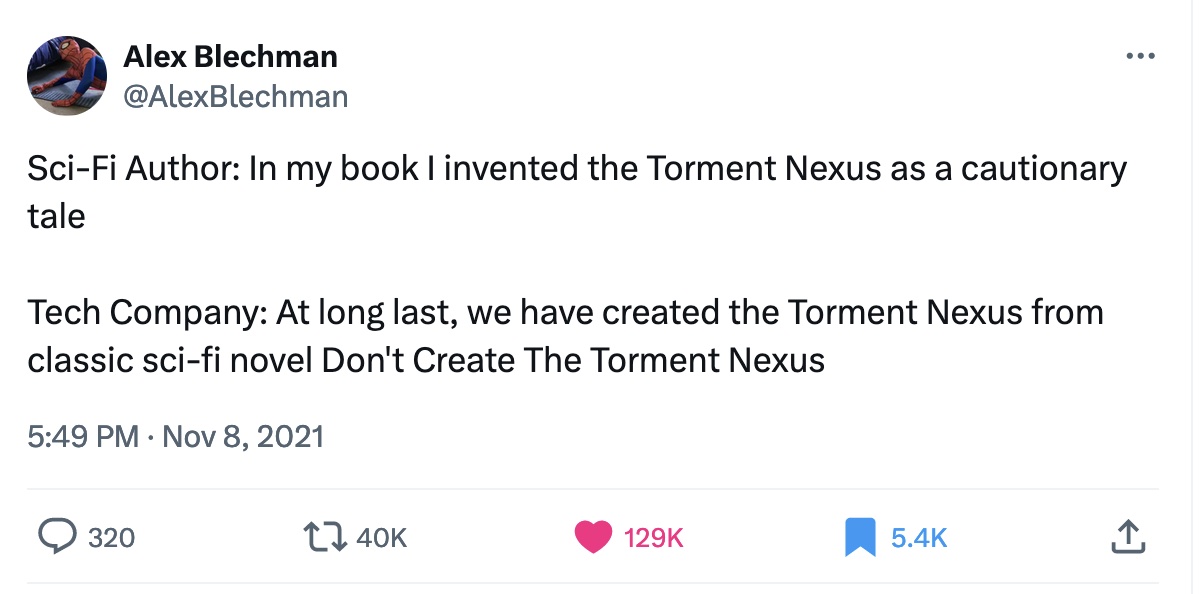 Alex Blechman
@AlexBlechman
Sci-Fi Author: In my book I invented the Torment Nexus as a cautionary
tale
Tech Company: At long last, we have created the Torment Nexus from
classic sci-fi novel Don't Create The Torment Nexus
5:49 PM · Nov 8, 2021
320 40K 129K 5.4K